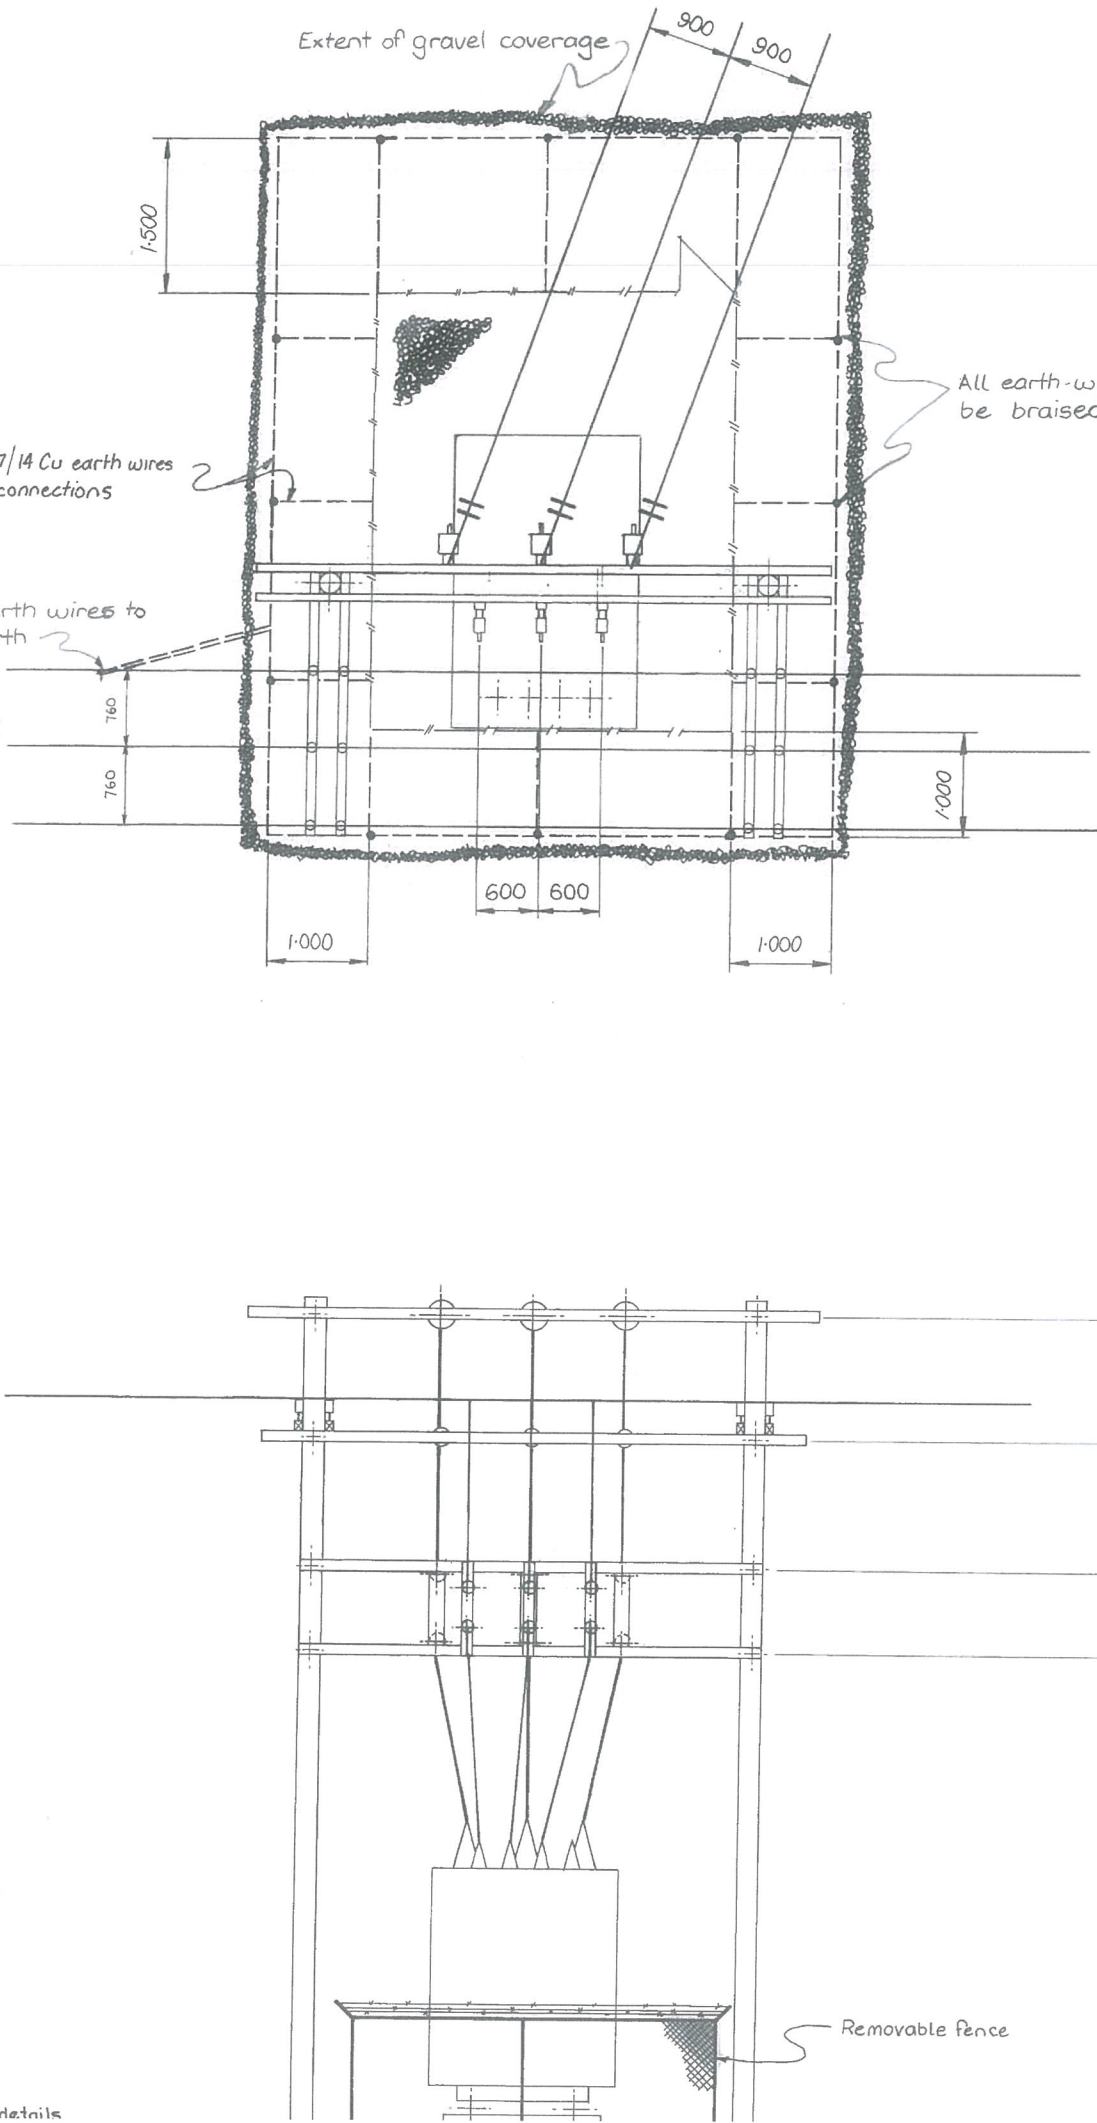 Extent of gravel coverage
900
900
1·500
All earth-w
be braised
7/14 Cu earth wires
connections
rth wires to
th
760
760
1·000
600
600
1·000
1·000
Removable fence
details